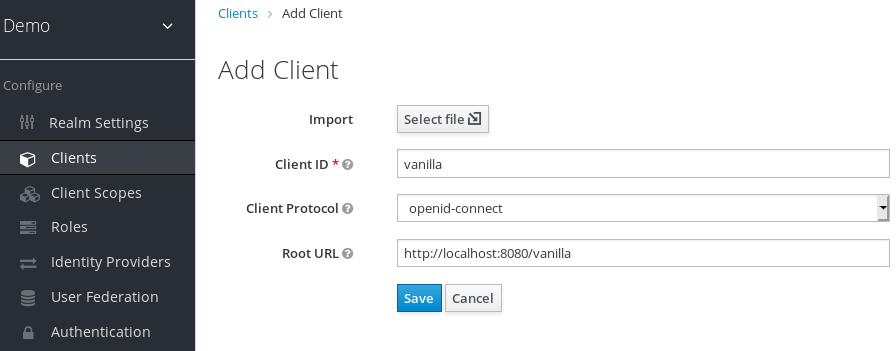 Demo
Configure
Realm Settings
Clients
Client Scopes
Roles
Identity Providers
User Federation
Authentication
Clients › Add Client
Add Client
Import Select file
Client ID * vanilla
Client Protocol openid-connect
Root URL http://localhost:8080/vanilla
Save Cancel